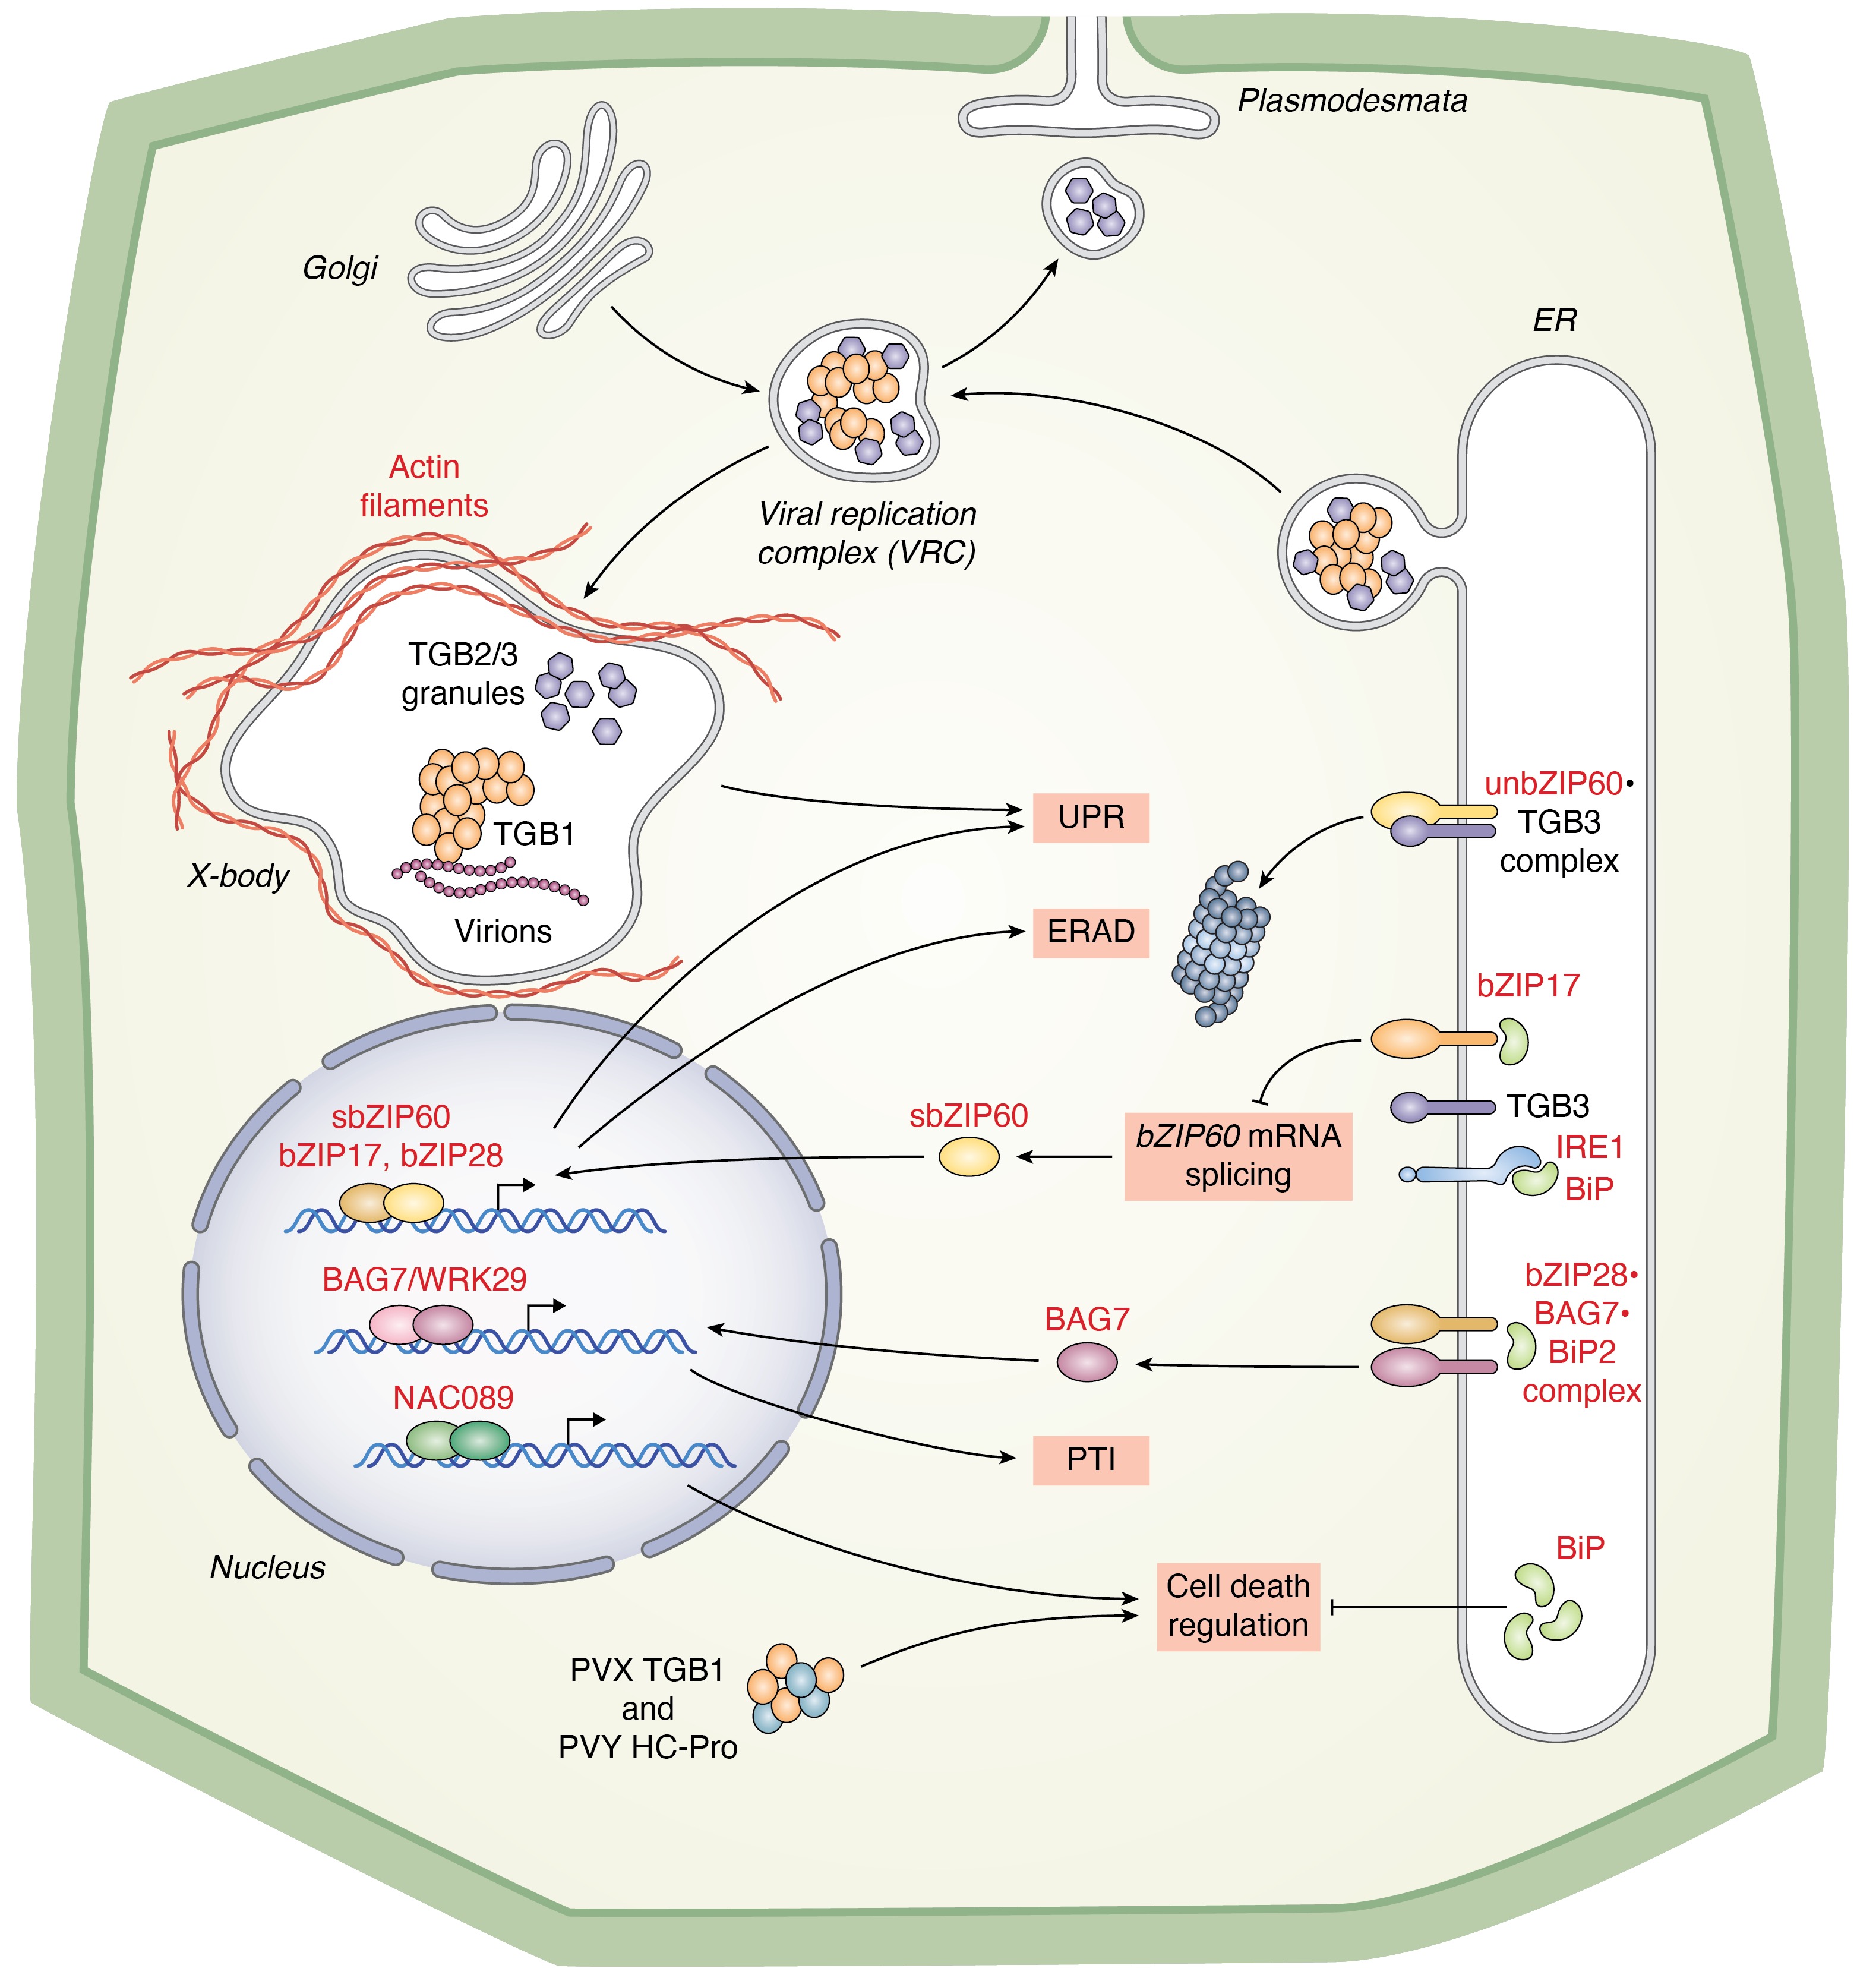 Plasmodesmata
Golgi
ER
Actin
filaments
Viral replication
complex (VRC)
TGB2/3
granules
TGB1
Virions
X-body
UPR
unbZIP60•
TGB3
complex
ERAD
bZIP17
sbZIP60
bZIP17, bZIP28
sbZIP60
bZIP60 mRNA
splicing
TGB3
IRE1
BiP
BAG7/WRK29
BAG7
bZIP28•
BAG7•
BiP2
complex
NAC089
PTI
Nucleus
Cell death
regulation
BiP
PVX TGB1
and
PVY HC-Pro